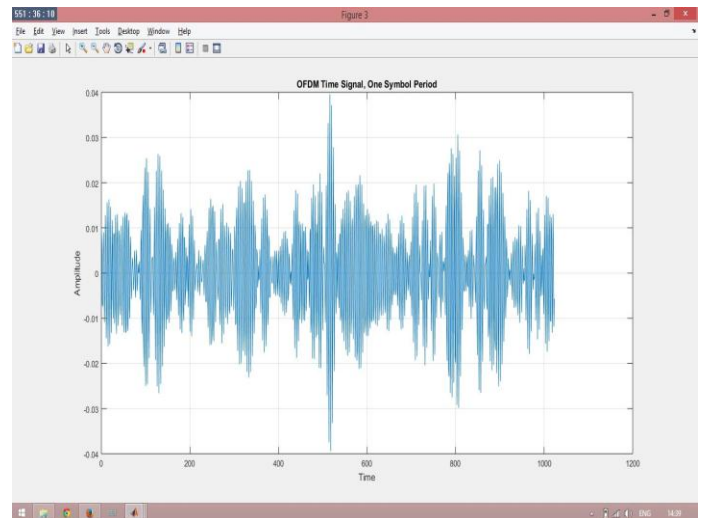 551 : 36 : 10
Figure 3
File Edit View Insert Tools Desktop Window Help
OFDM Time Signal, One Symbol Period
0.04
0.03
0.02
0.01
0
-0.01
-0.02
-0.03
-0.04
Amplitude
0 200 400 600 800 1000 1200
Time
ENG